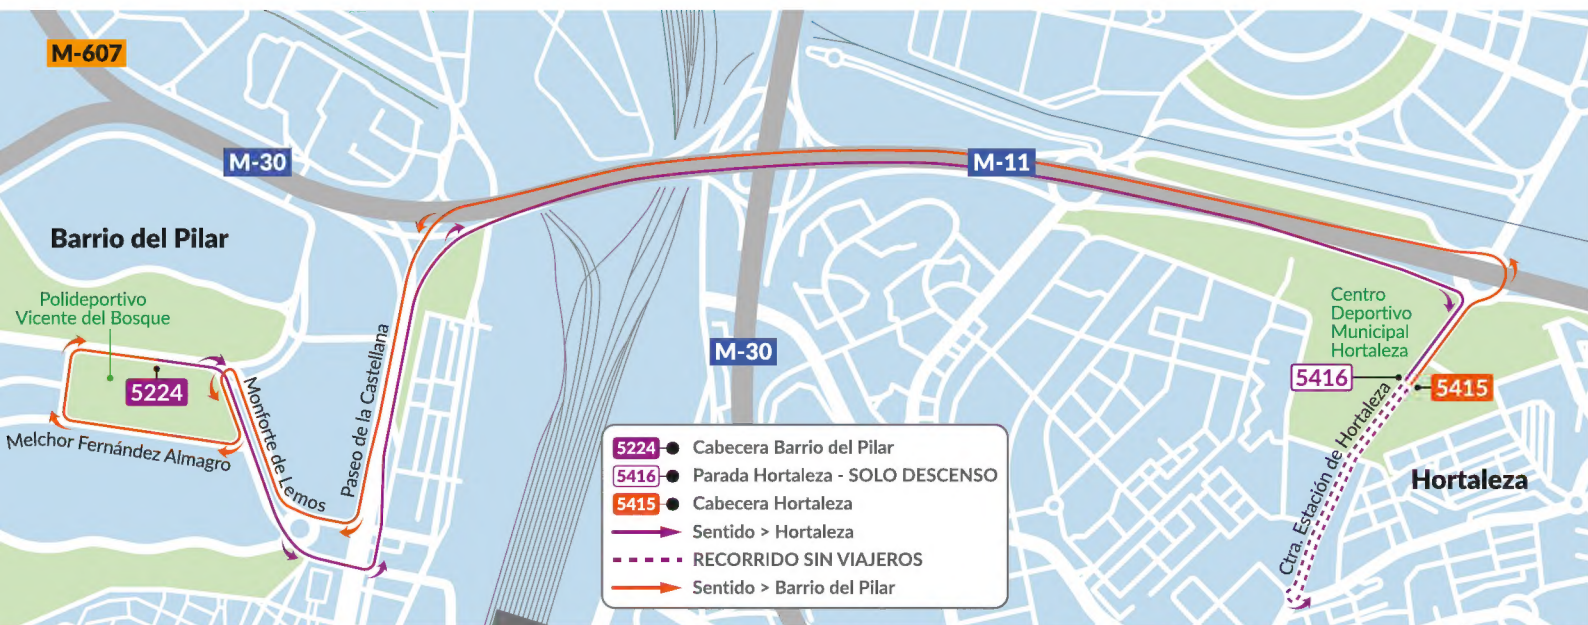 M-607
M-30
M-11
Barrio del Pilar
Polideportivo
Vicente del Bosque
5224
Melchor Fernández Almagro
Monforte de Lemos
Paseo de la Castellana
M-30
Centro
Deportivo
Municipal
Hortaleza
5416
5415
Ctra. Estación de Hortaleza
Hortaleza
5224 Cabecera Barrio del Pilar
5416 Parada Hortaleza - SOLO DESCENSO
5415 Cabecera Hortaleza
Sentido > Hortaleza
RECORRIDO SIN VIAJEROS
Sentido > Barrio del Pilar